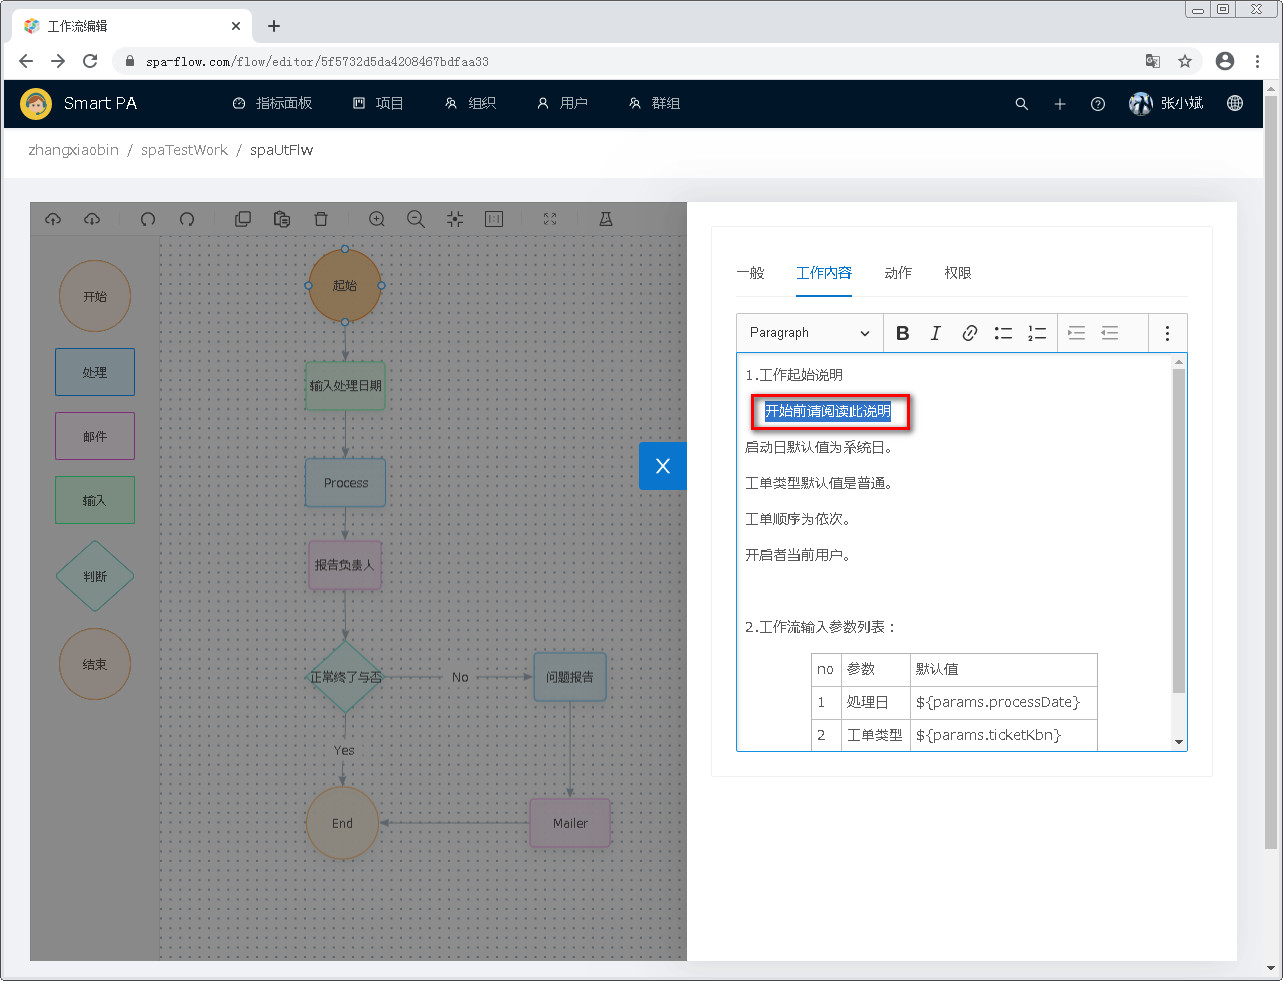 工作流编辑
spa-flow.com/flow/editor/5f5732d5da4208467bdfaa33
Smart PA 指标面板 项目 组织 用户 群组 张小斌
zhangxiaobin / spaTestWork / spaUtFlw
开始
处理
邮件
输入
判断
结束
起始
输入处理日期
Process
报告负责人
正常终了与否
No
问题报告
Yes
End
Mailer
一般 工作内容 动作 权限
Paragraph
1.工作起始说明
开始前请阅读此说明
启动日默认值为系统日。
工单类型默认值是普通。
工单顺序为依次。
开启者当前用户。
2.工作流输入参数列表：
no 参数 默认值
1 处理日 ${params.processDate}
2 工单类型 ${params.ticketKbn}